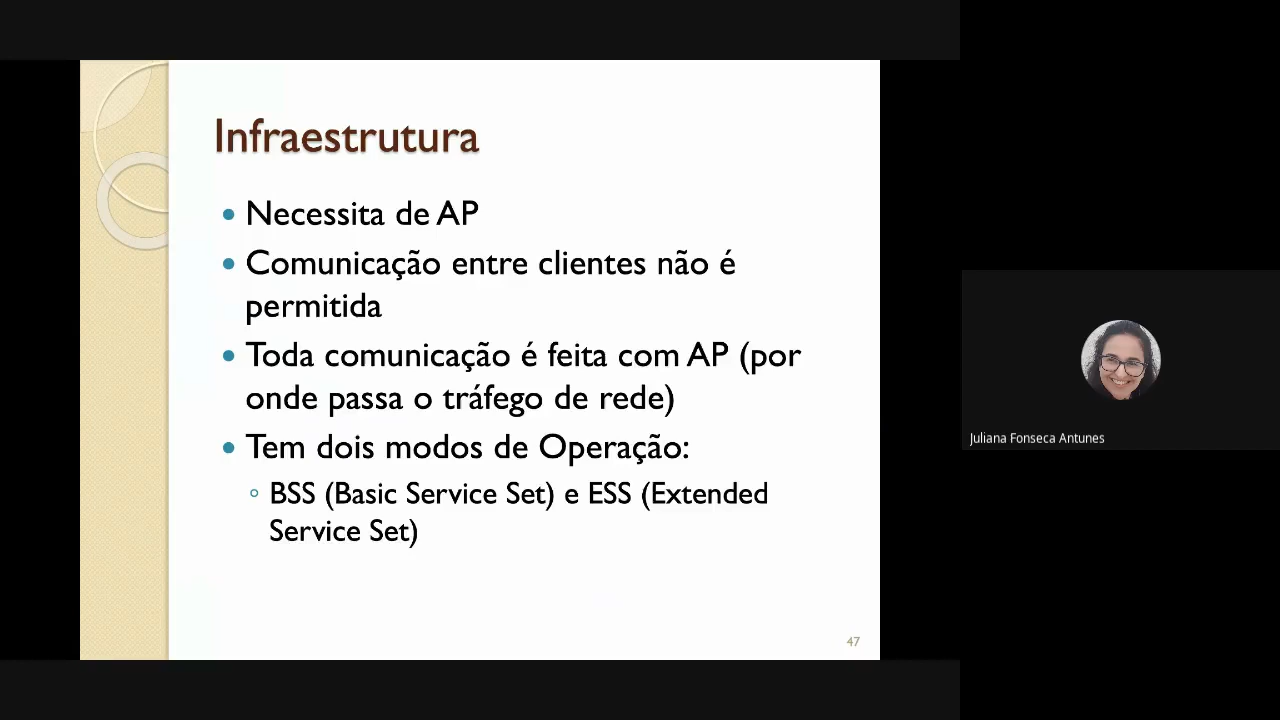 Infraestrutura
Necessita de AP
Comunicação entre clientes não é
permitida
Toda comunicação é feita com AP (por
onde passa o tráfego de rede)
Tem dois modos de Operação:
BSS (Basic Service Set) e ESS (Extended
Service Set)
47
Juliana Fonseca Antunes